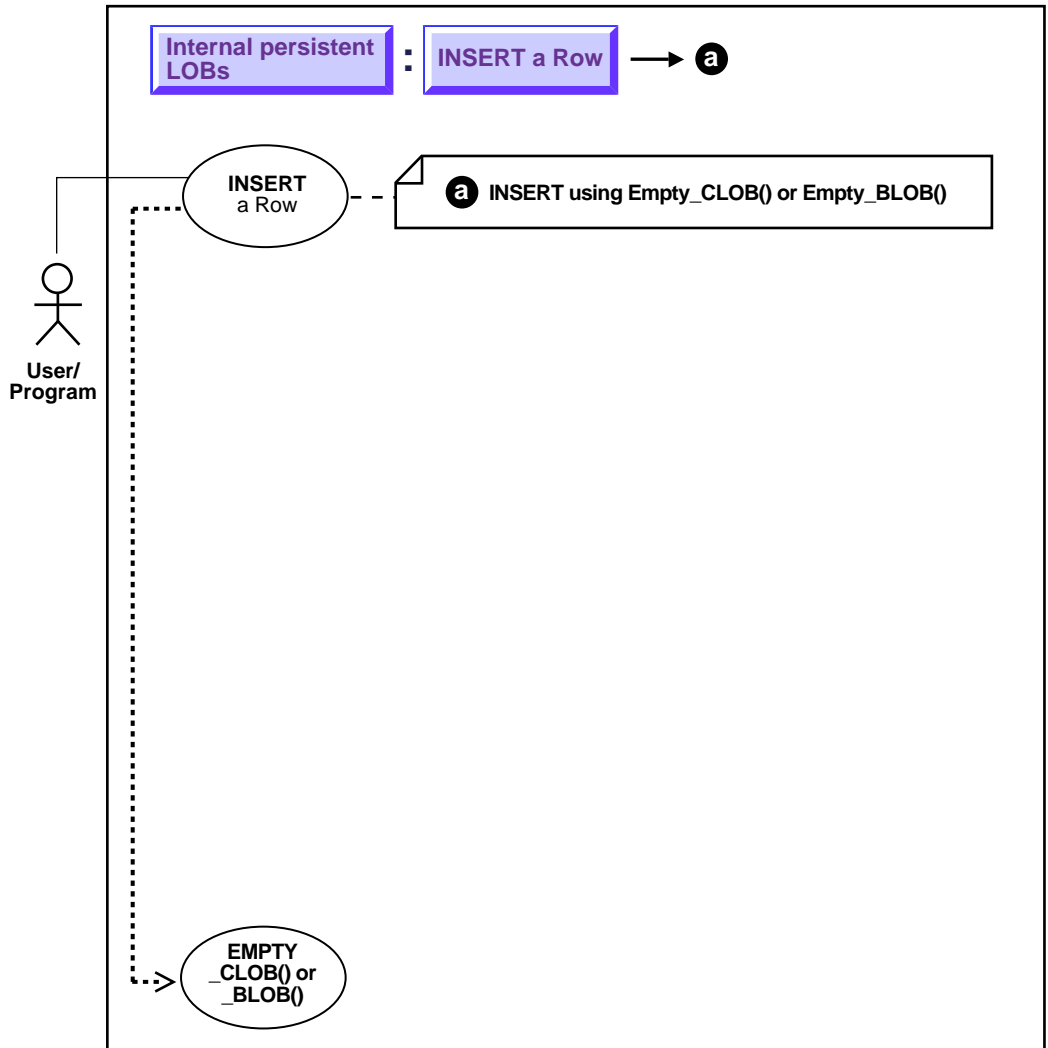 Internal persistent
LOBs
:
INSERT a Row
a
INSERT
a Row
a INSERT using Empty_CLOB() or Empty_BLOB()
User/
Program
EMPTY
_CLOB() or
_BLOB()